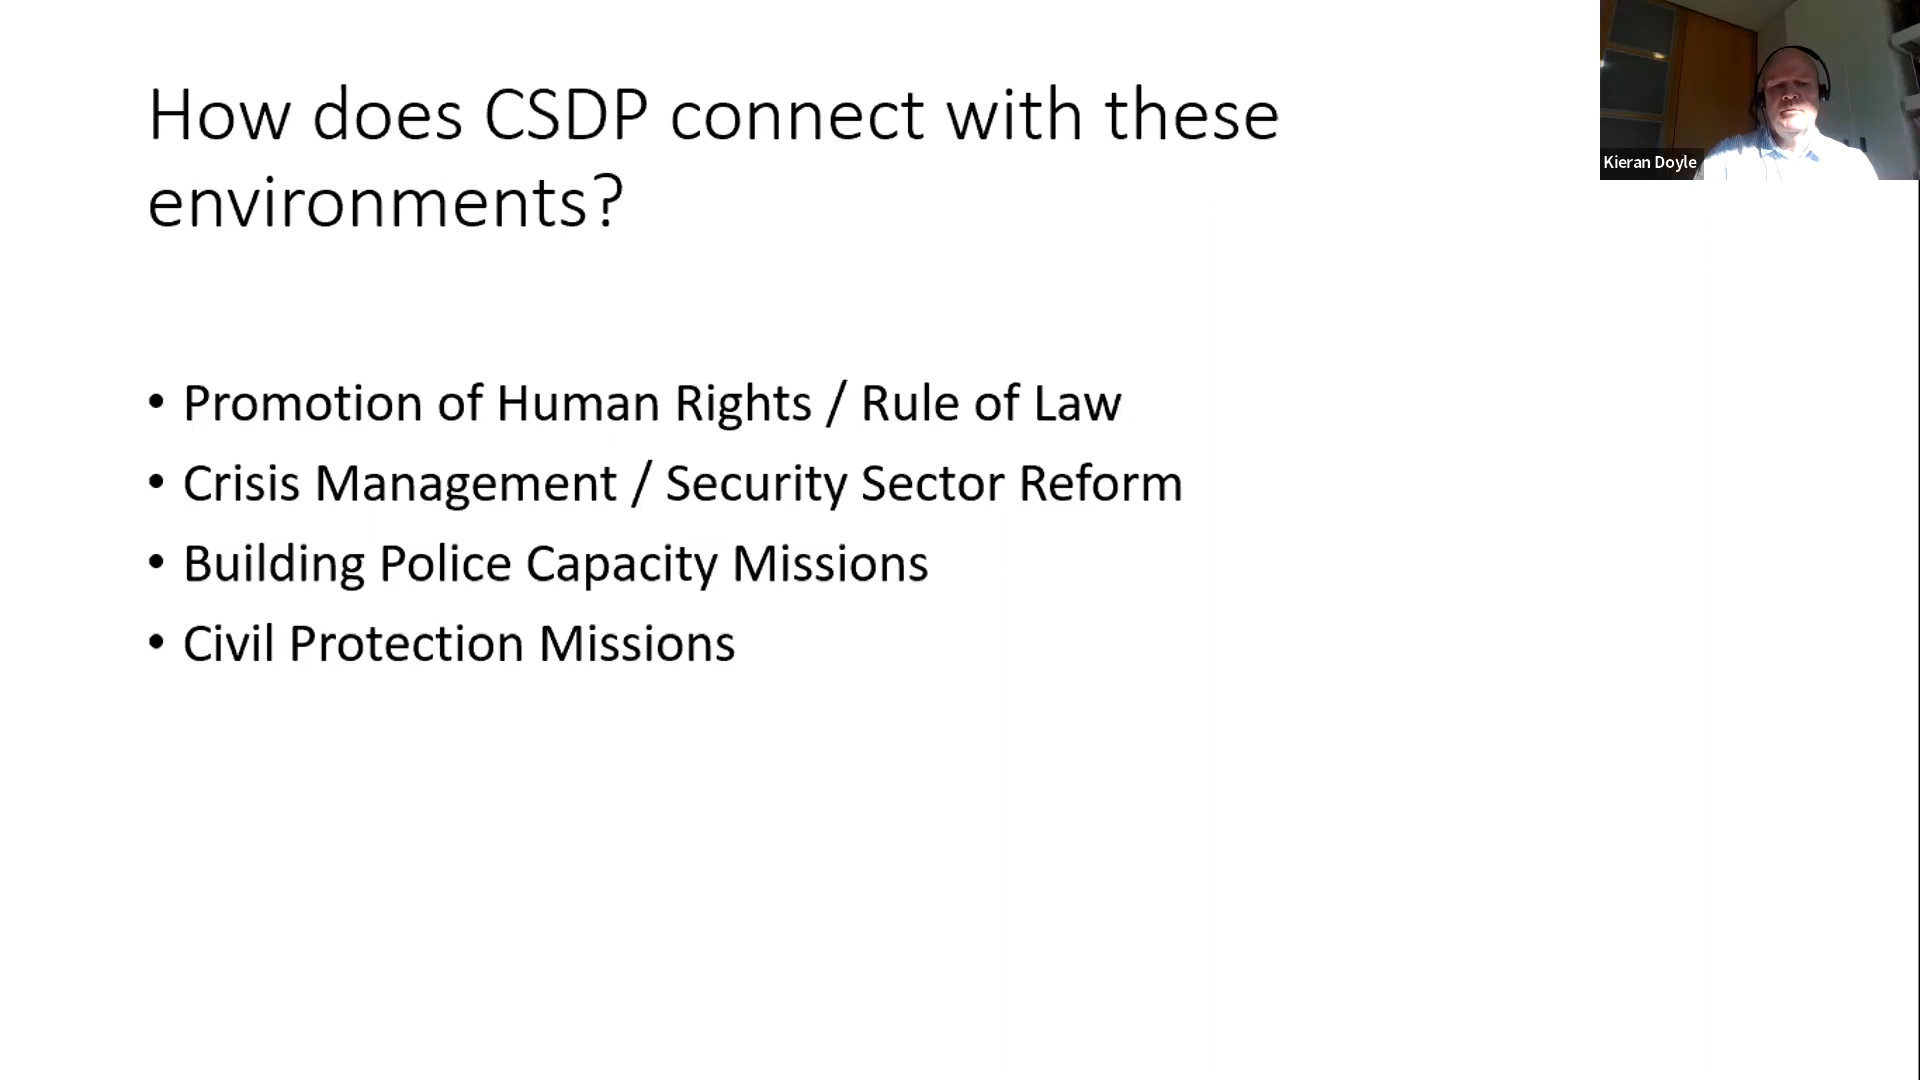 How does CSDP connect with these
environments?
Kieran Doyle
• Promotion of Human Rights / Rule of Law
• Crisis Management / Security Sector Reform
• Building Police Capacity Missions
• Civil Protection Missions